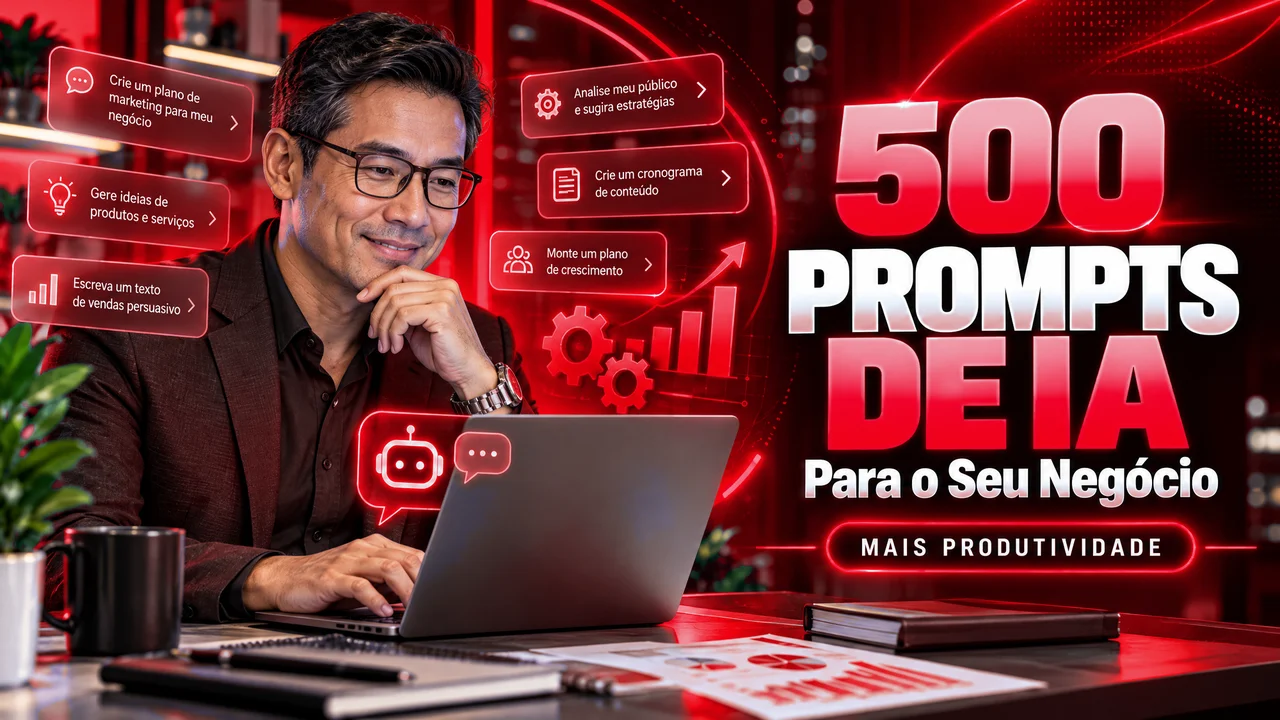 Crie um plano de
marketing para meu
negócio
Gere ideias de
produtos e serviços
Escreva um texto
de vendas persuasivo
Analise meu público
e sugira estratégias
Crie um cronograma
de conteúdo
Monte um plano
de crescimento
500
PROMPTS
DE IA
Para o Seu Negócio
MAIS PRODUTIVIDADE